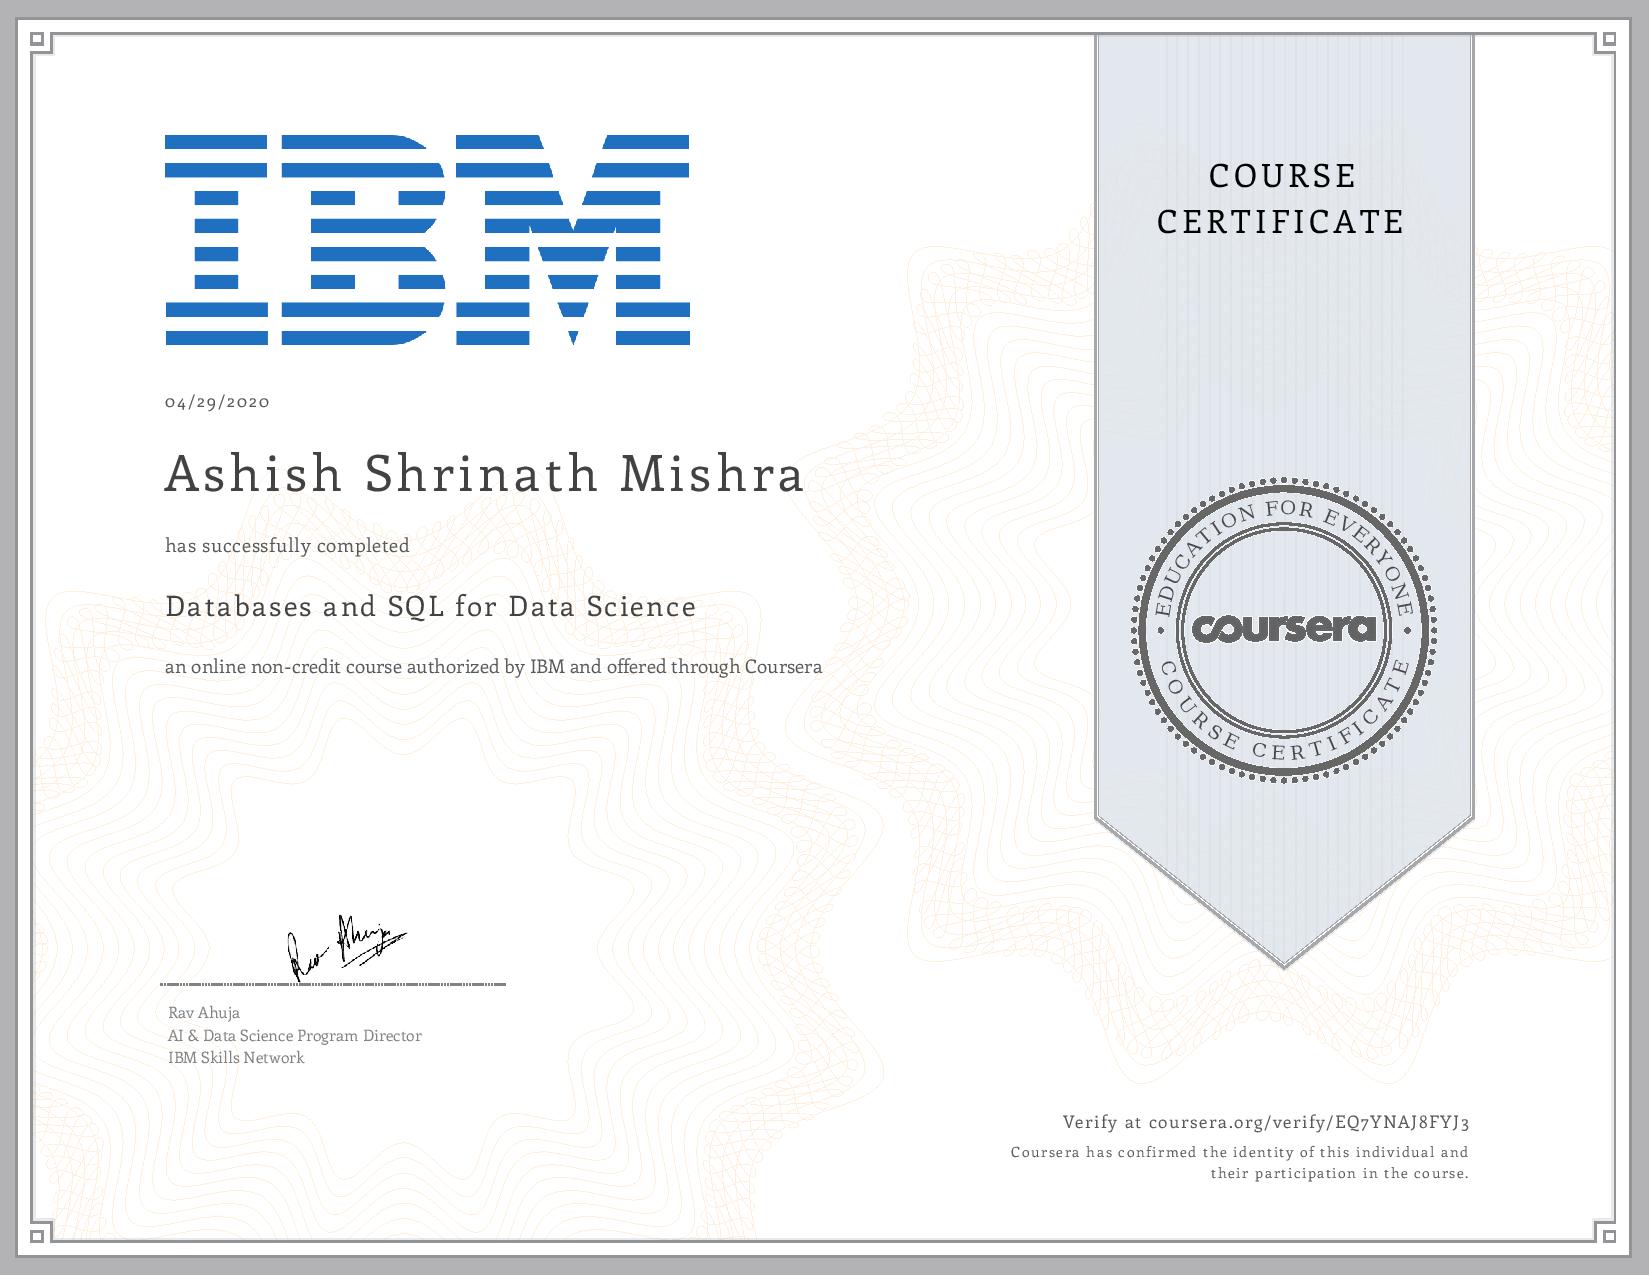 IBM
04/29/2020
Ashish Shrinath Mishra
has successfully completed
Databases and SQL for Data Science
an online non-credit course authorized by IBM and offered through Coursera
Rav Ahuja
Rav Ahuja
AI & Data Science Program Director
IBM Skills Network
COURSE
CERTIFICATE
EDUCATION FOR EVERYONE
coursera
COURSE CERTIFICATE
Verify at coursera.org/verify/EQ7YNAJ8FYJ3
Coursera has confirmed the identity of this individual and
their participation in the course.